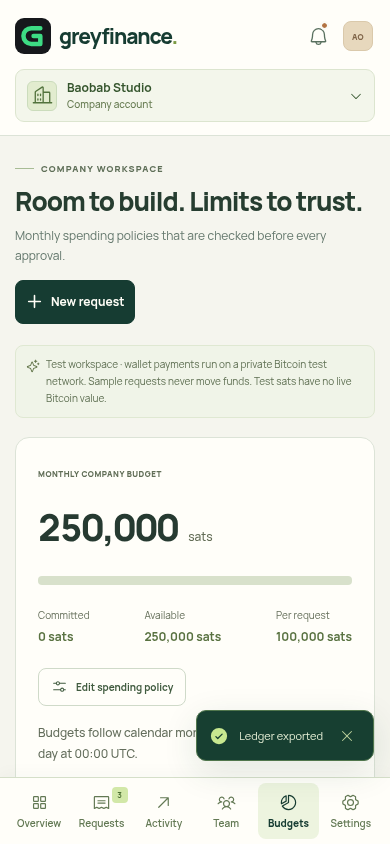 greyfinance.
AO
Baobab Studio
Company account
COMPANY WORKSPACE
Room to build. Limits to trust.
Monthly spending policies that are checked before every
approval.
New request
Test workspace · wallet payments run on a private Bitcoin test
network. Sample requests never move funds. Test sats have no live
Bitcoin value.
MONTHLY COMPANY BUDGET
250,000 sats
Committed Available Per request
0 sats 250,000 sats 100,000 sats
Edit spending policy
Budgets follow calendar
day at 00:00 UTC.
Ledger exported
3
Overview Requests Activity Team Budgets Settings